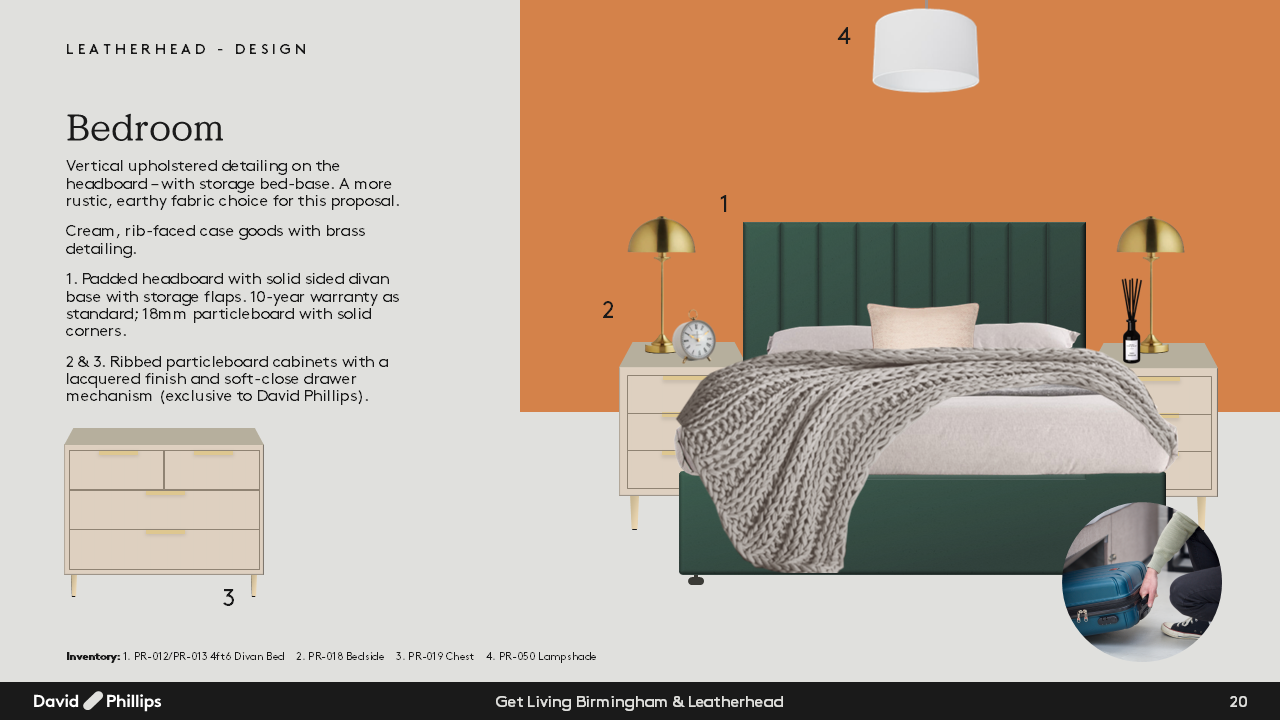 LEATHERHEAD - DESIGN
4
Bedroom
Vertical upholstered detailing on the
headboard – with storage bed-base. A more
rustic, earthy fabric choice for this proposal.
Cream, rib-faced case goods with brass
detailing.
1. Padded headboard with solid sided divan
base with storage flaps. 10-year warranty as
standard; 18mm particleboard with solid
corners.
2 & 3. Ribbed particleboard cabinets with a
lacquered finish and soft-close drawer
mechanism (exclusive to David Phillips).
1
2
3
Inventory: 1. PR-012/PR-013 4ft6 Divan Bed 2. PR-018 Bedside 3. PR-019 Chest 4. PR-050 Lampshade
David Phillips
Get Living Birmingham & Leatherhead
20